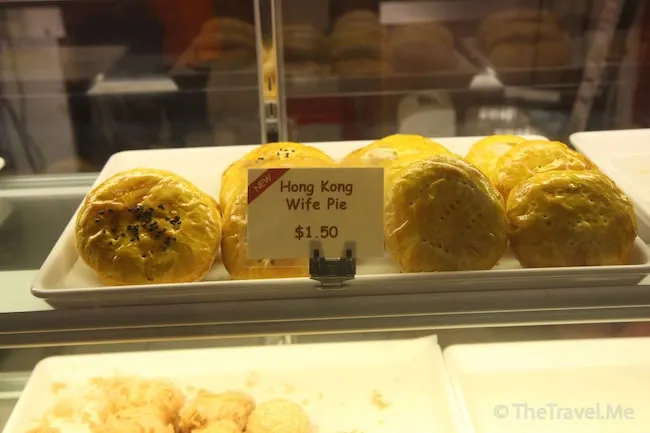 NEW
Hong Kong
Wife Pie
$1.50
©TheTravel.Me